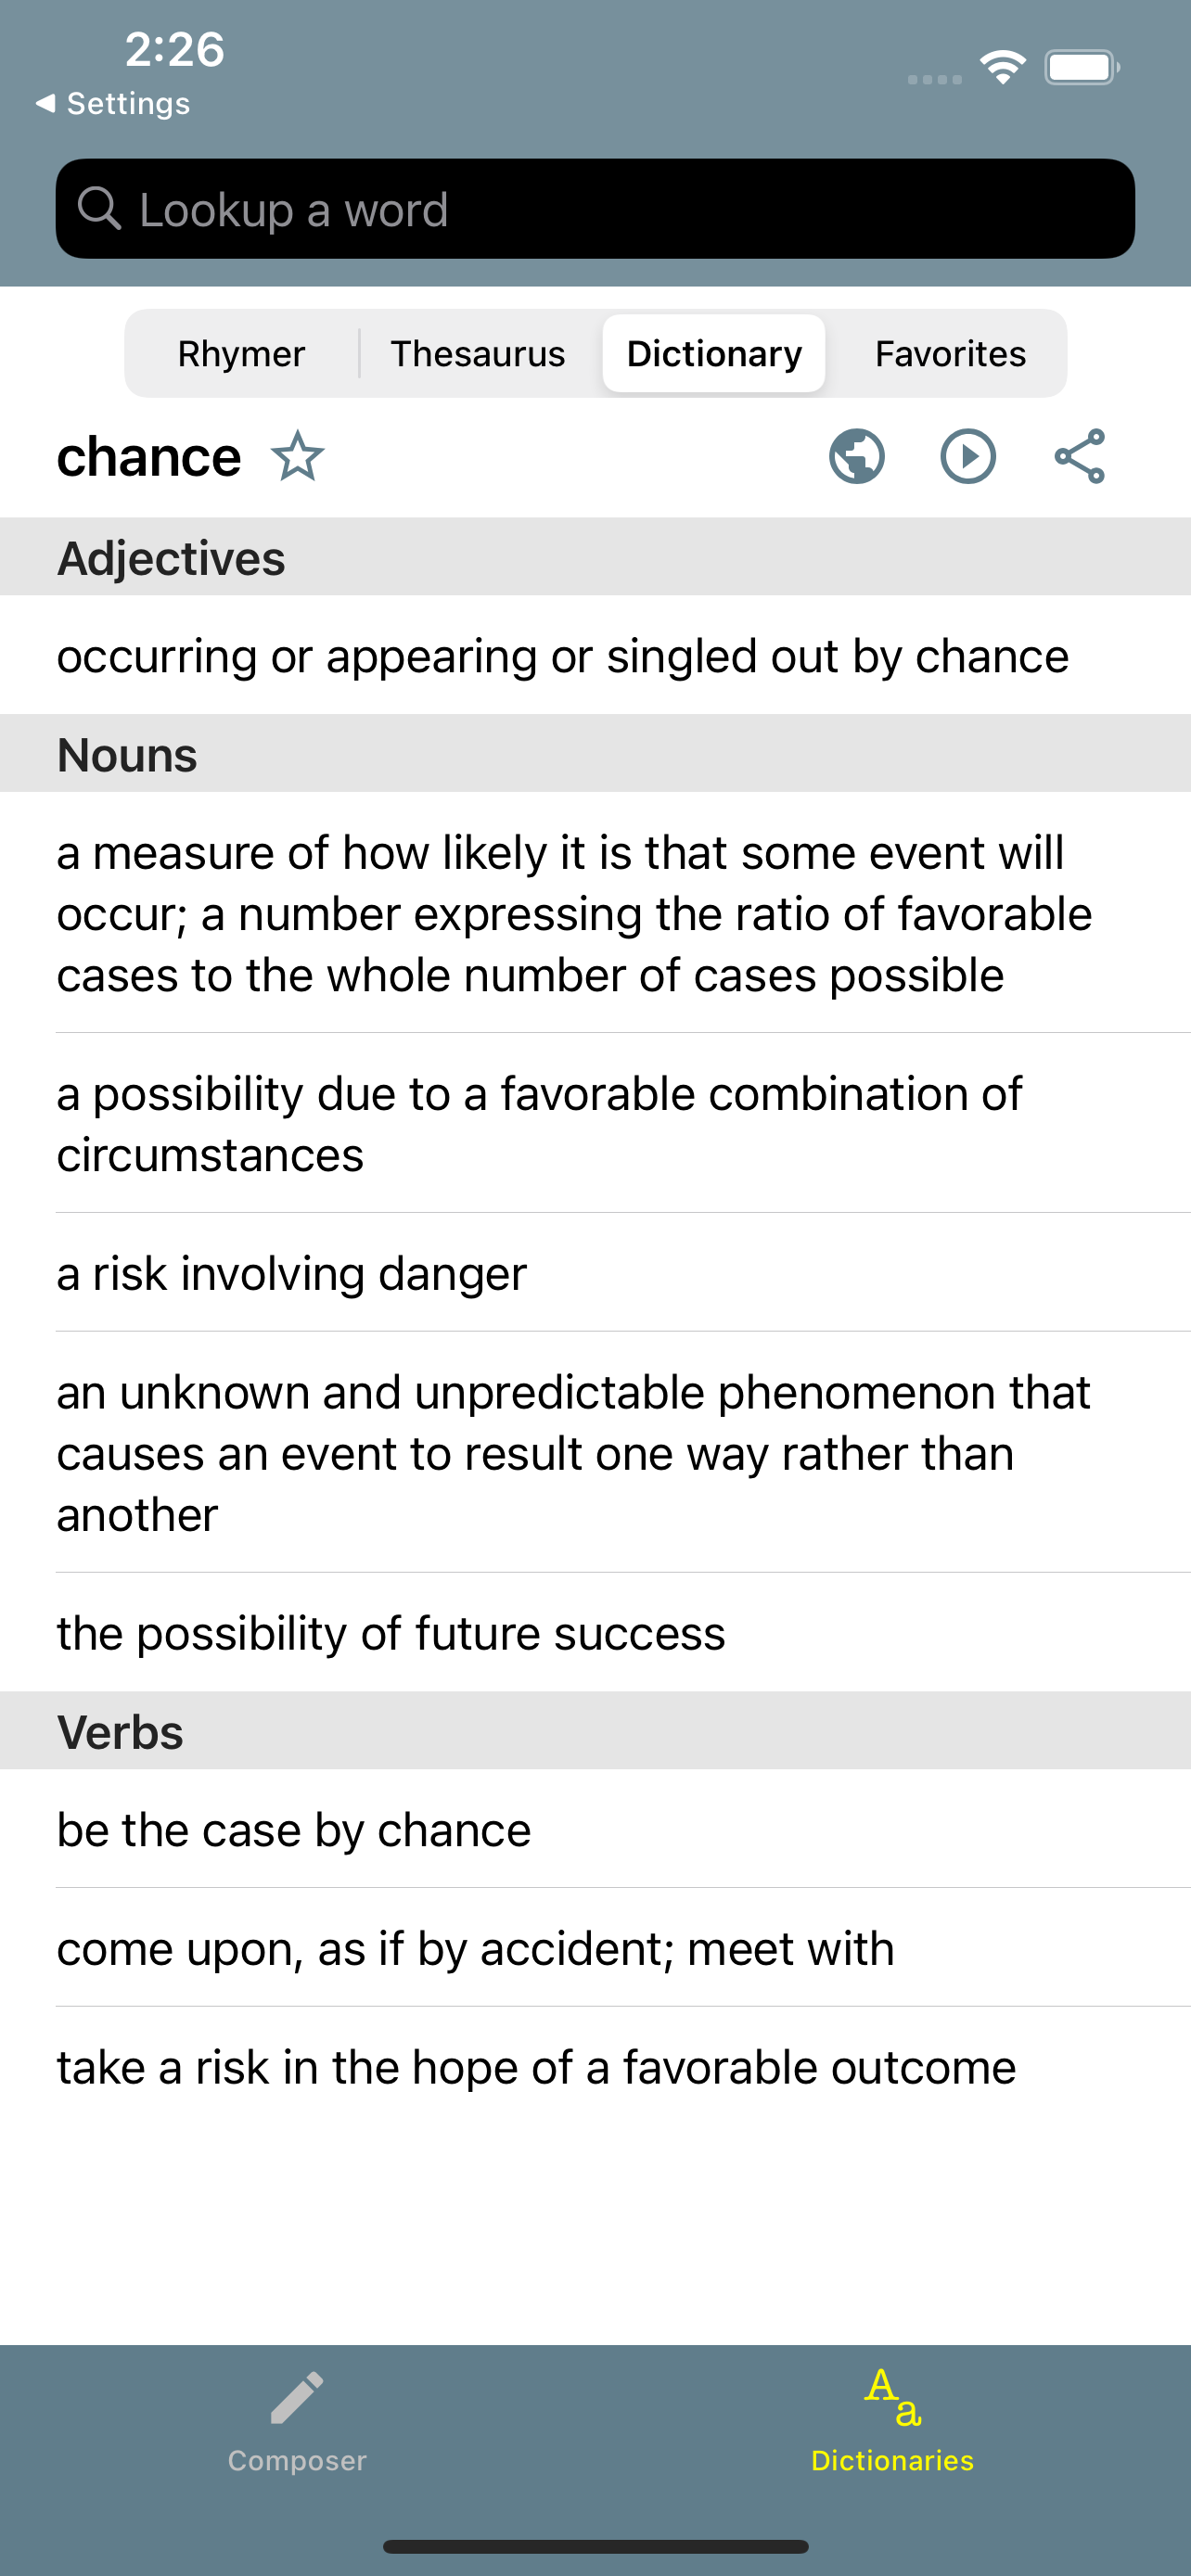 2:26
Settings
Lookup a word
Rhymer Thesaurus Dictionary Favorites
chance
Adjectives
occurring or appearing or singled out by chance
Nouns
a measure of how likely it is that some event will
occur; a number expressing the ratio of favorable
cases to the whole number of cases possible
a possibility due to a favorable combination of
circumstances
a risk involving danger
an unknown and unpredictable phenomenon that
causes an event to result one way rather than
another
the possibility of future success
Verbs
be the case by chance
come upon, as if by accident; meet with
take a risk in the hope of a favorable outcome
Aa
Composer Dictionaries